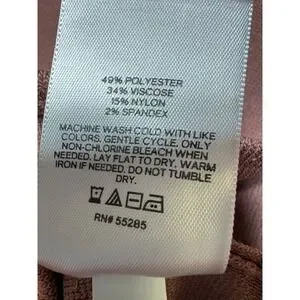 49% POLYESTER
34% VISCOSE
15% NYLON
2% SPANDEX
MACHINE WASH COLD WITH LIKE
COLORS. GENTLE CYCLE. ONLY
NON-CHLORINE BLEACH WHEN
NEEDED. LAY FLAT TO DRY. WARM
IRON IF NEEDED. DO NOT TUMBLE
DRY.
RN# 55285